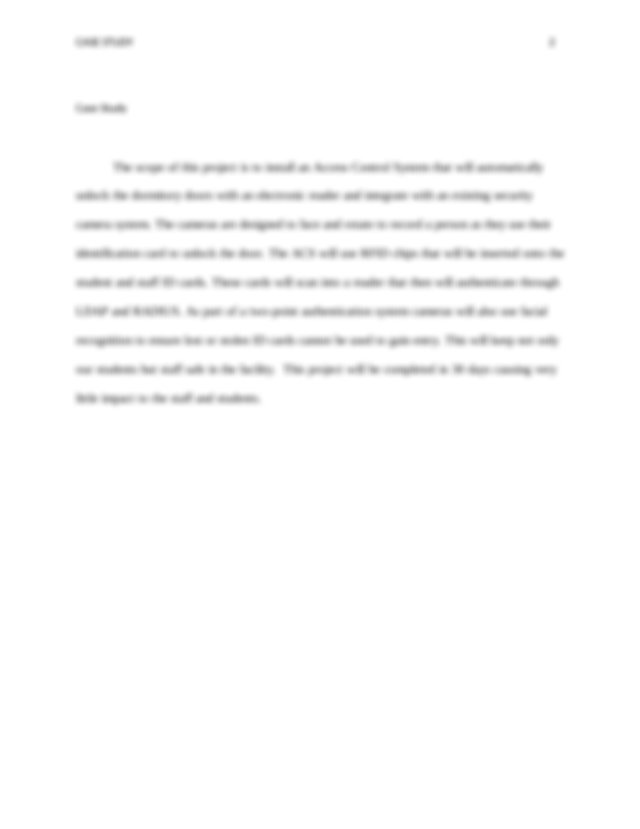 CASE STUDY 2
Case Study
The scope of this project is to install an Access Control System that will automatically
unlock the dormitory doors with an electronic reader and integrate with an existing security
camera system. The cameras are designed to face and rotate to record a person as they use their
identification card to unlock the door. The ACS will use RFID chips that will be inserted onto the
student and staff ID cards. These cards will scan into a reader that then will authenticate through
LDAP and RADIUS. As part of a two-point authentication system cameras will also use facial
recognition to ensure lost or stolen ID cards cannot be used to gain entry. This will keep not only
our students but staff safe in the facility. This project will be completed in 30 days causing very
little impact to the staff and students.